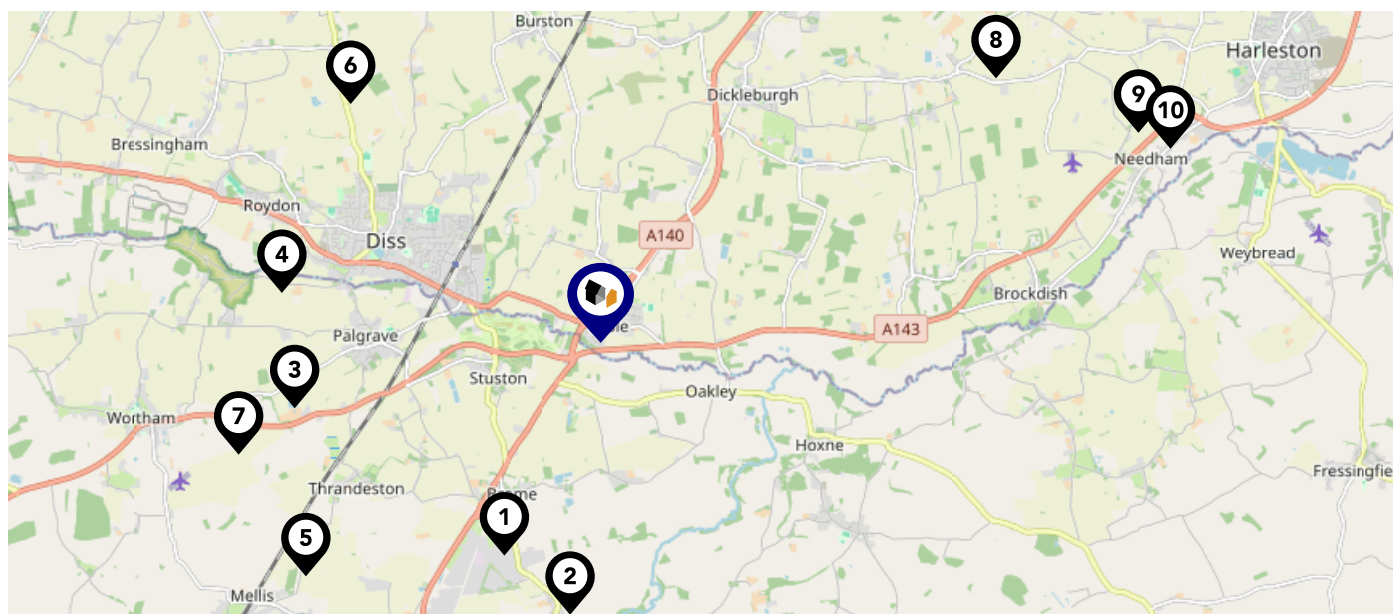 Burston
8
Harleston
6
Dickleburgh
9
10
Bressingham
Needham
Roydon
A140
Diss
4
Weybread
Brockdish
A143
Palgrave
3
Stuston
Oakley
7
Wortham
Hoxne
Fressingfie
Thrandeston
1
5
2
Mellis